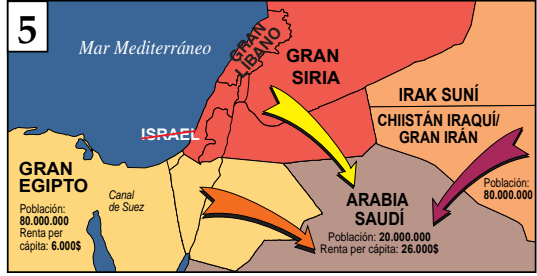 5
Mar Mediterráneo
GRAN
LÍBANO
GRAN
SIRIA
IRAK SUNÍ
CHIISTÁN IRAQUÍ/
GRAN IRÁN
ISRAEL
GRAN
EGIPTO
Población:
80.000.000
Renta per
cápita: 6.000$
Canal
de Suez
ARABIA
SAUDÍ
Población: 20.000.000
Renta per cápita: 26.000$
Población:
80.000.000